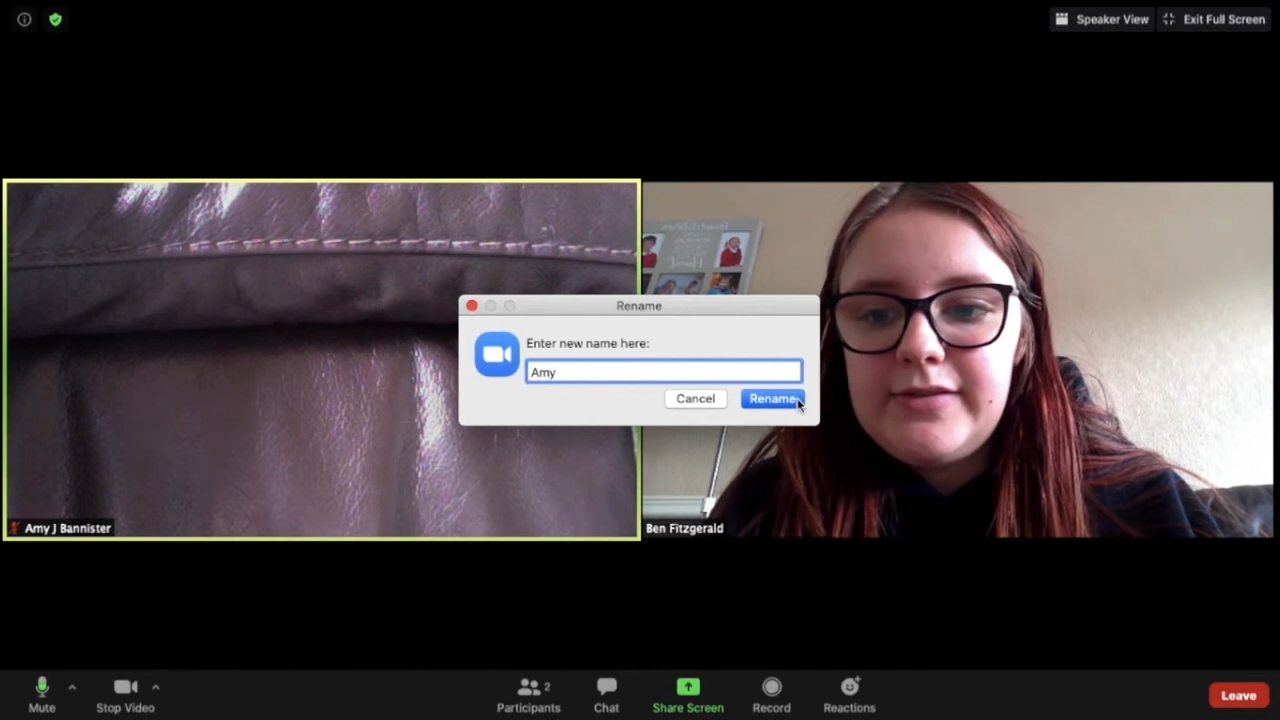 Speaker View
Exit Full Screen
Rename
Enter new name here:
Amy
Cancel
Rename
Amy J Bannister
Ben Fitzgerald
Mute
Stop Video
Participants
2
Chat
Share Screen
Record
Reactions
Leave